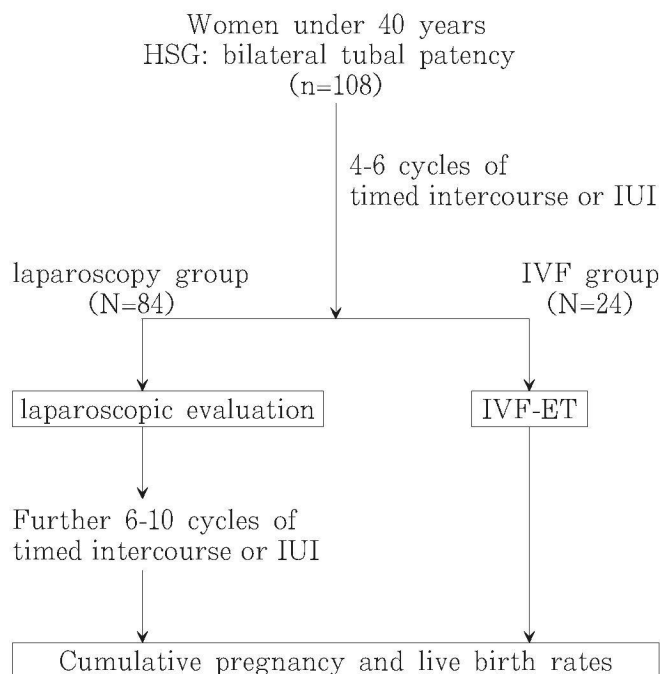 Women under 40 years
HSG: bilateral tubal patency
(n=108)
4-6 cycles of
timed intercourse or IUI
laparoscopy group
(N=84)
IVF group
(N=24)
laparoscopic evaluation
IVF-ET
Further 6-10 cycles of
timed intercourse or IUI
Cumulative pregnancy and live birth rates